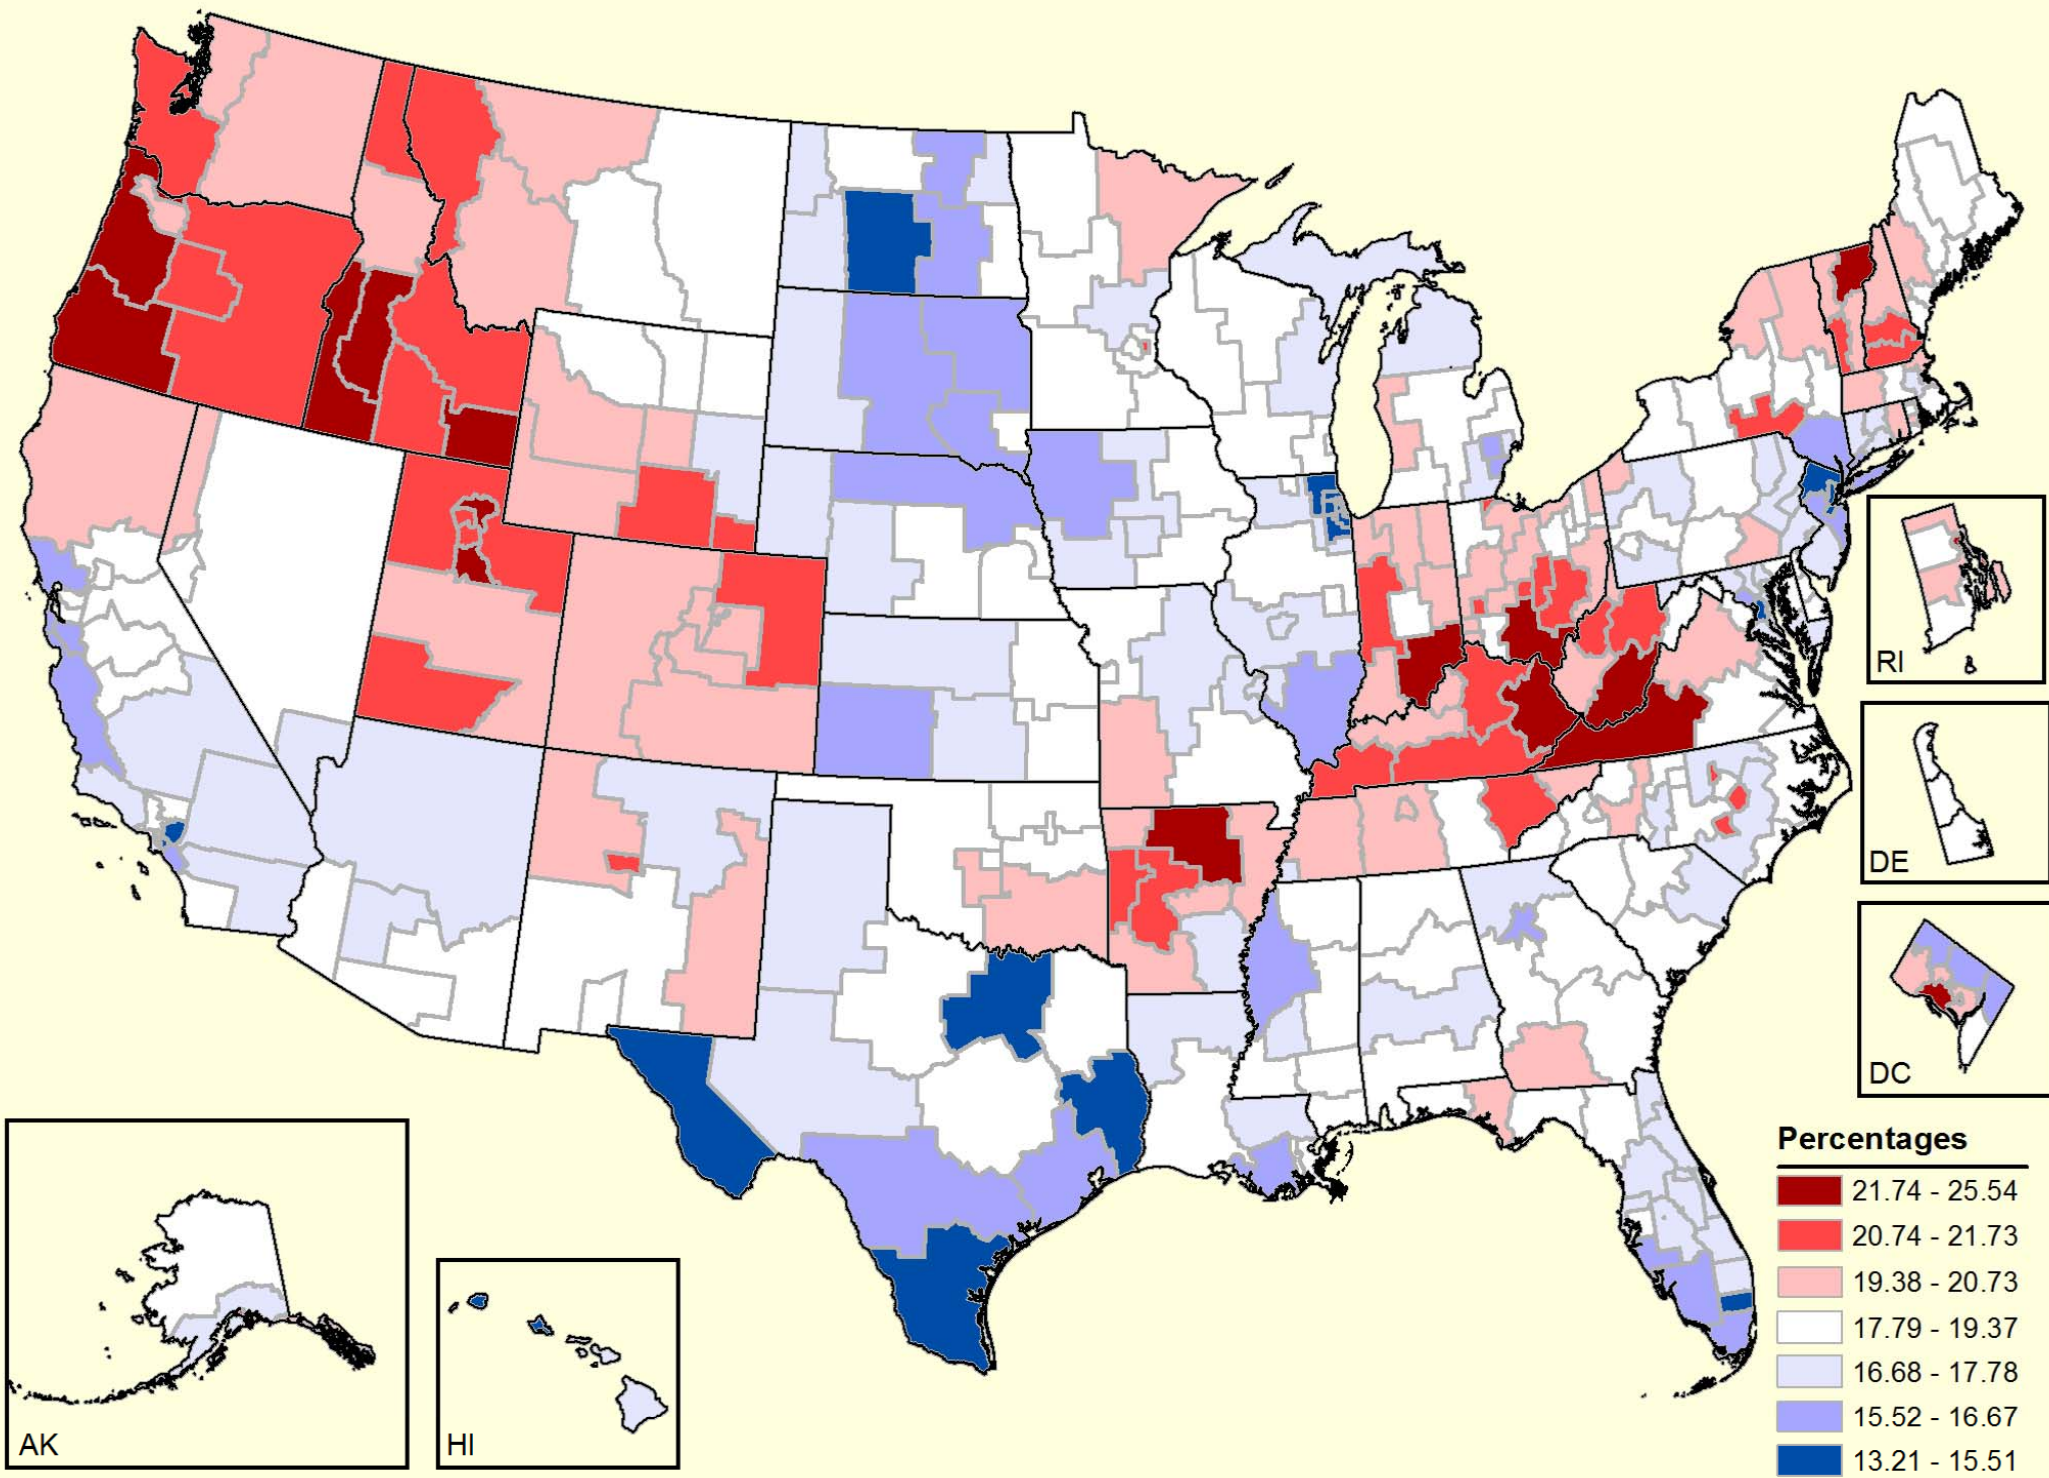 RI
DE
DC
AK
HI
Percentages
21.74 - 25.54
20.74 - 21.73
19.38 - 20.73
17.79 - 19.37
16.68 - 17.78
15.52 - 16.67
13.21 - 15.51